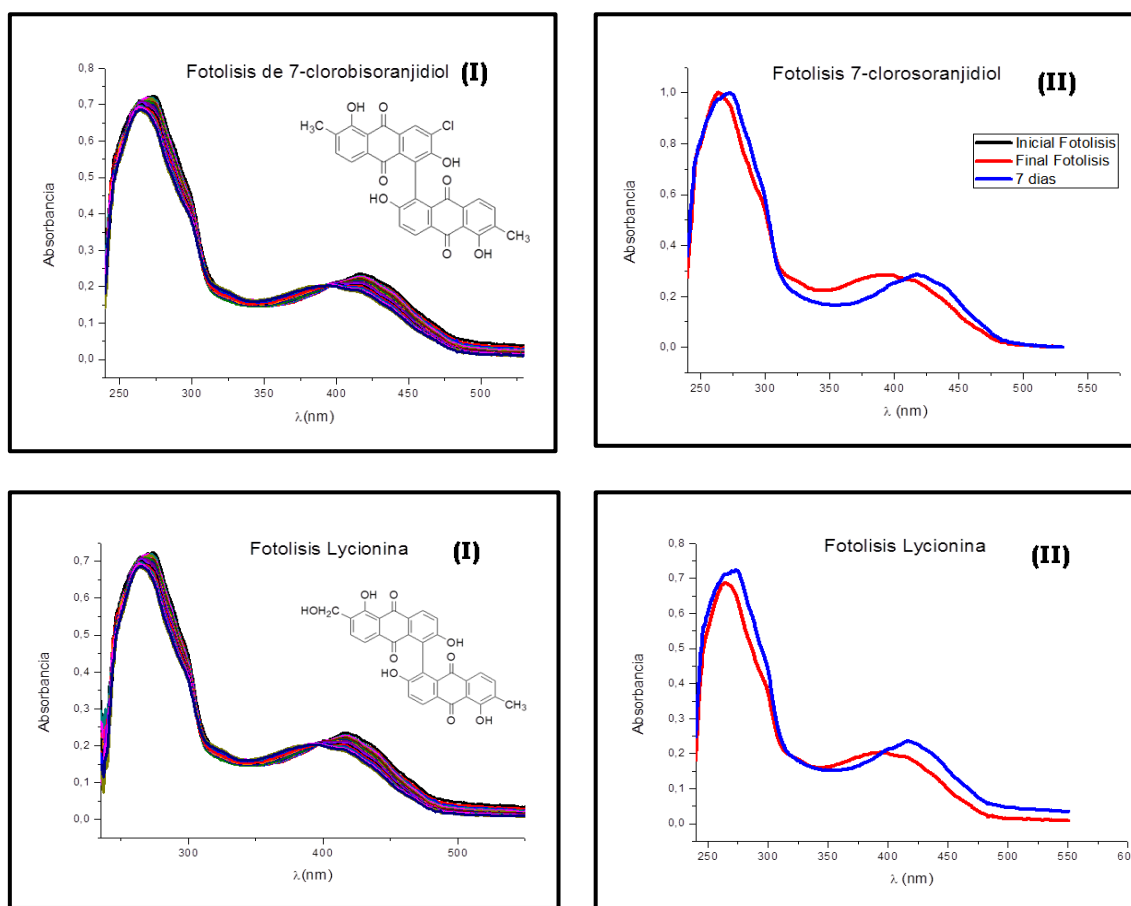 Fotolisis de 7-clorobisoranjidiol (I)
0,8
0,7
0,6
0,5
0,4
0,3
0,2
0,1
0,0
Absorbancia
250 300 350 400 450 500
λ(nm)
OH O
H₃C Cl
OH
O
HO O
CH₃
O OH
Fotolisis 7-clorosoranjidiol (II)
Inicial Fotolisis
Final Fotolisis
7 dias
1,0
0,8
0,6
0,4
0,2
0,0
Absorbancia
250 300 350 400 450 500 550
λ (nm)
Fotolisis Lycionina (I)
0,7
0,6
0,5
0,4
0,3
0,2
0,1
0,0
Absorbancia
300 400 500
λ(nm)
OH O
HOH₂C
OH
O
HO O
CH₃
O OH
Fotolisis Lycionina (II)
0,8
0,7
0,6
0,5
0,4
0,3
0,2
0,1
0,0
Absorbancia
250 300 350 400 450 500 550 600
λ (nm)